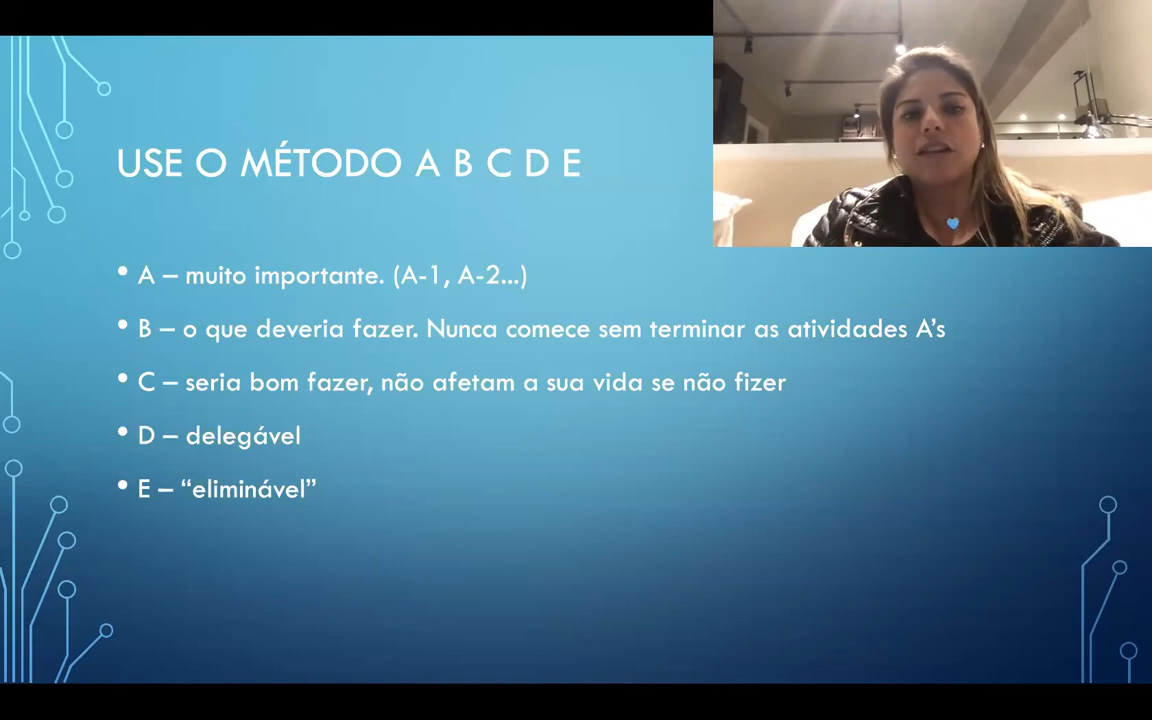 USE O MÉTODO A B C D E
• A – muito importante. (A-1, A-2...)
• B – o que deveria fazer. Nunca comece sem terminar as atividades A’s
• C – seria bom fazer, não afetam a sua vida se não fizer
• D – delegável
• E – “eliminável”